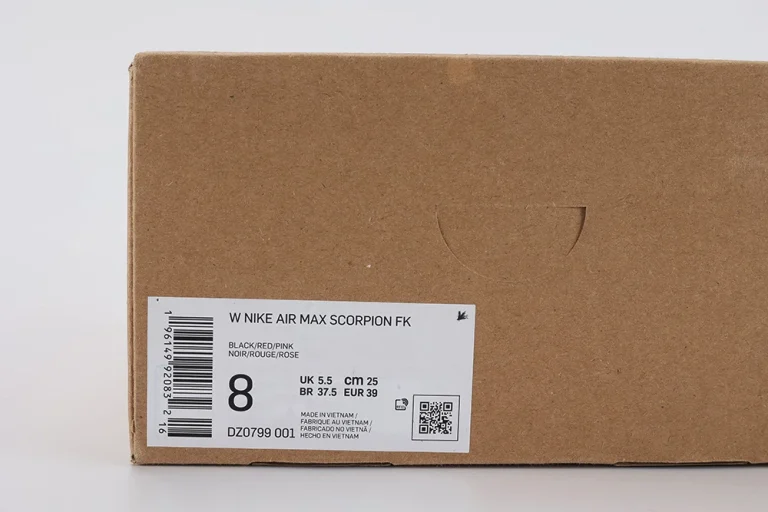 W NIKE AIR MAX SCORPION FK
BLACK/RED/PINK
NOIR/ROUGE/ROSE
8
UK 5.5 cm 25
BR 37.5 EUR 39
DZ0799 001
MADE IN VIETNAM /
FABRIQUE AU VIETNAM /
FABRICADO NO VIETNÃ /
HECHO EN VIETNAM
1 96149 92083 2 16